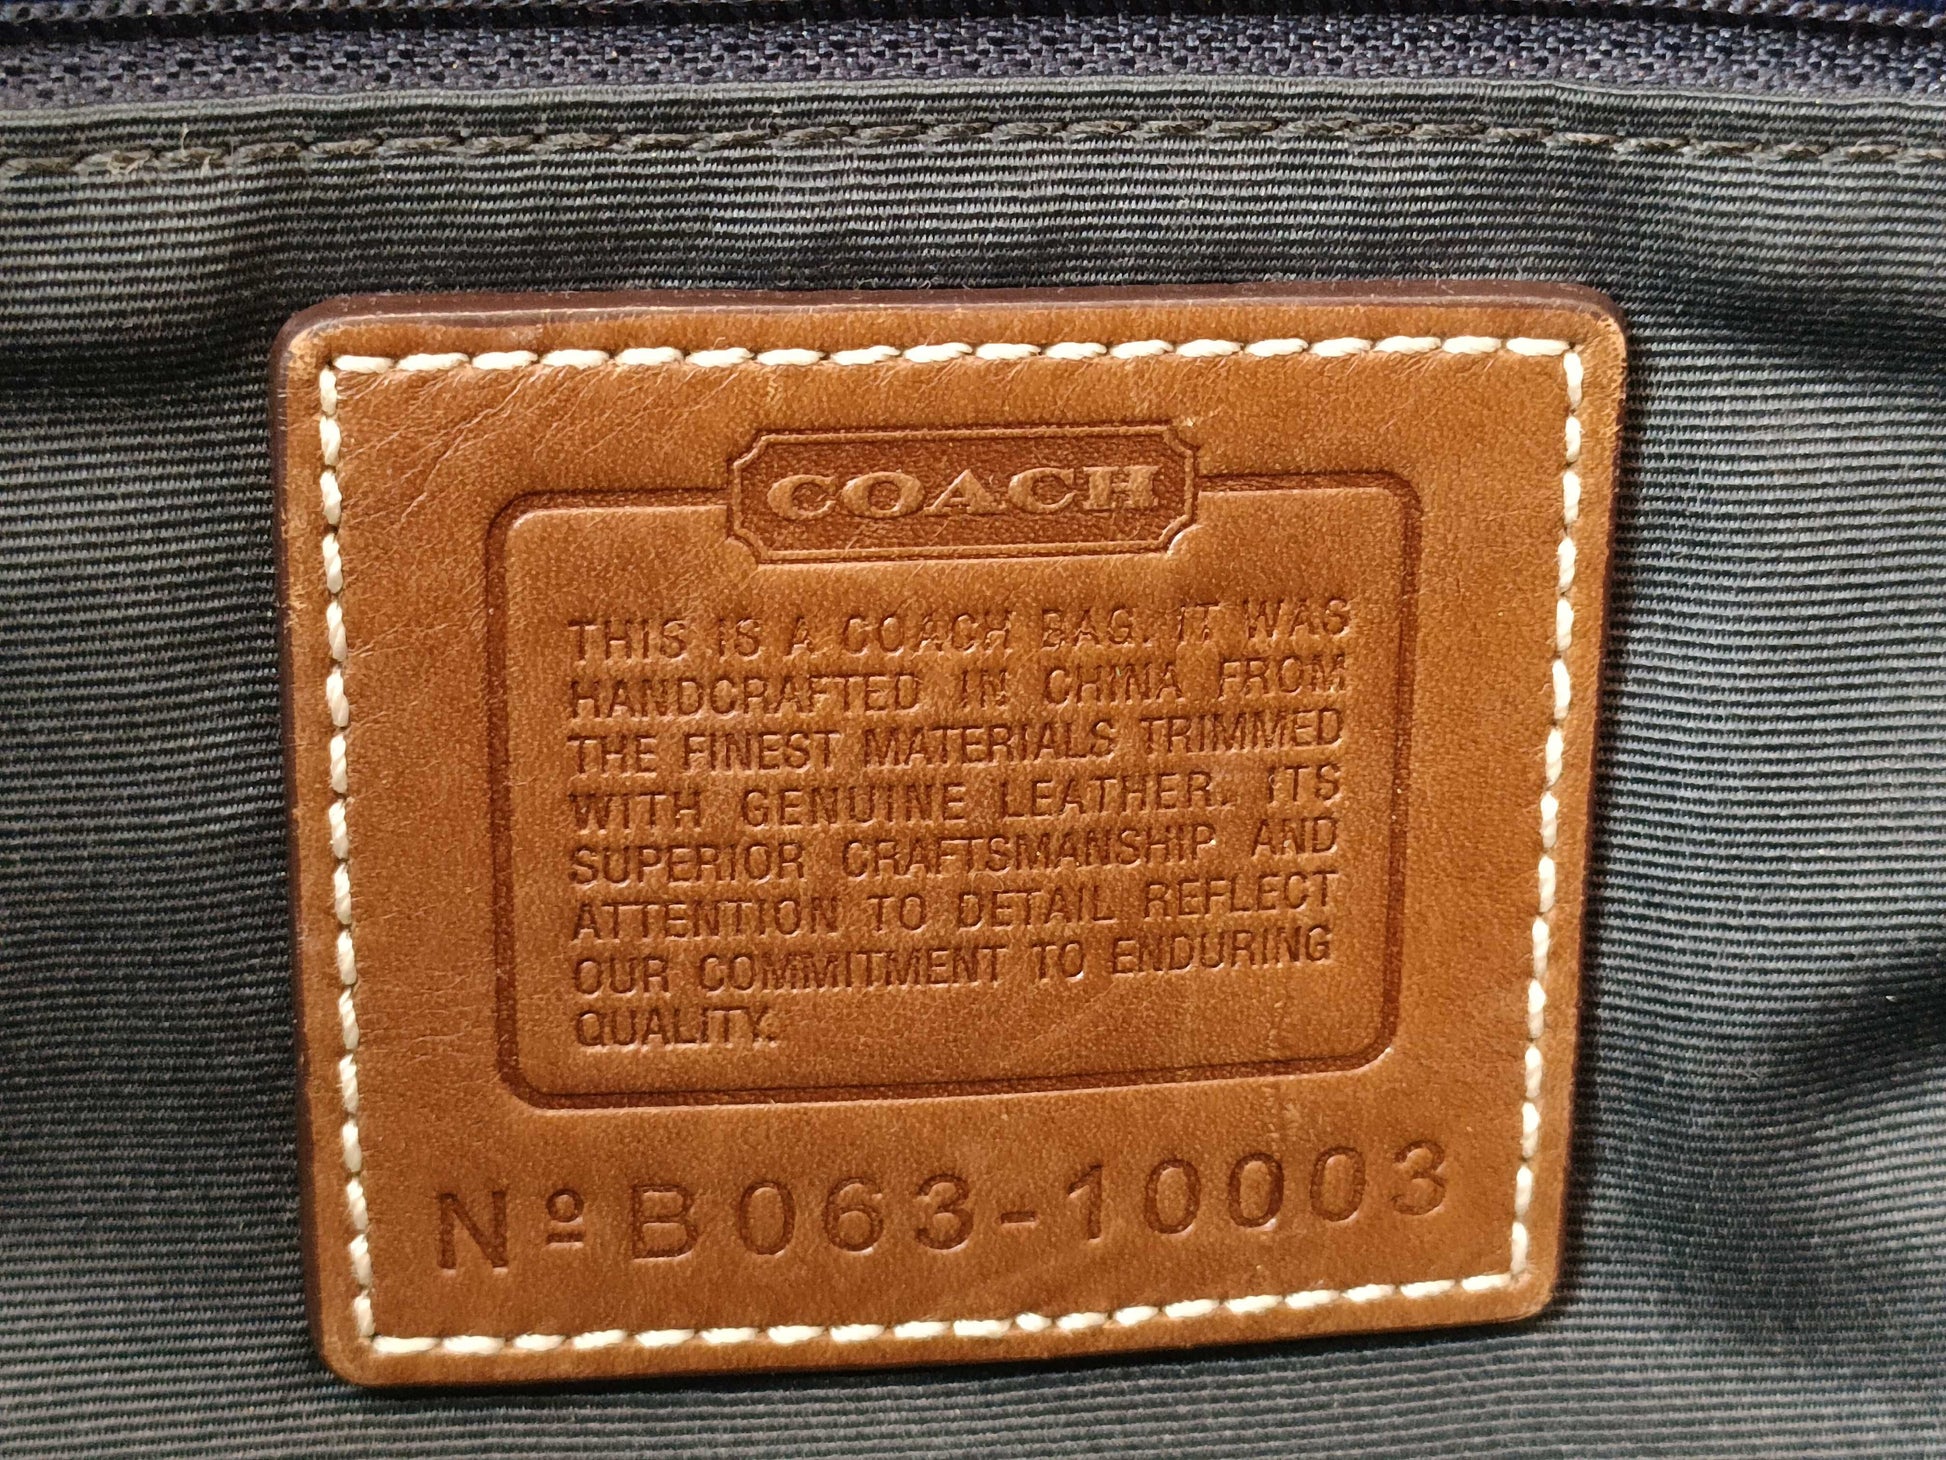 COACH
THIS IS A COACH BAG. IT WAS
HANDCRAFTED IN CHINA FROM
THE FINEST MATERIALS TRIMMED
WITH GENUINE LEATHER. ITS
SUPERIOR CRAFTSMANSHIP AND
ATTENTION TO DETAIL REFLECT
OUR COMMITMENT TO ENDURING
QUALITY.
Nº B063-10003